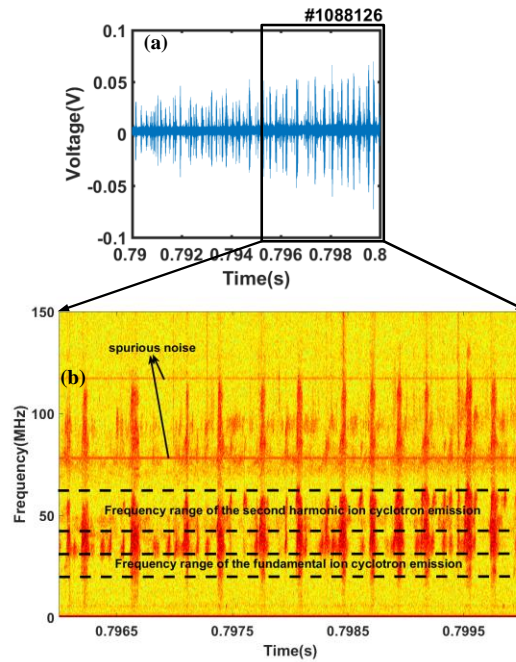 #1088126
(a)
0.1
0.05
0
-0.05
-0.1
Voltage(V)
0.79 0.792 0.794 0.796 0.798 0.8
Time(s)
150
100
50
0
Frequency(MHz)
spurious noise
(b)
Frequency range of the second harmonic ion cyclotron emission
Frequency range of the fundamental ion cyclotron emission
0.7965 0.7975 0.7985 0.7995
Time(s)